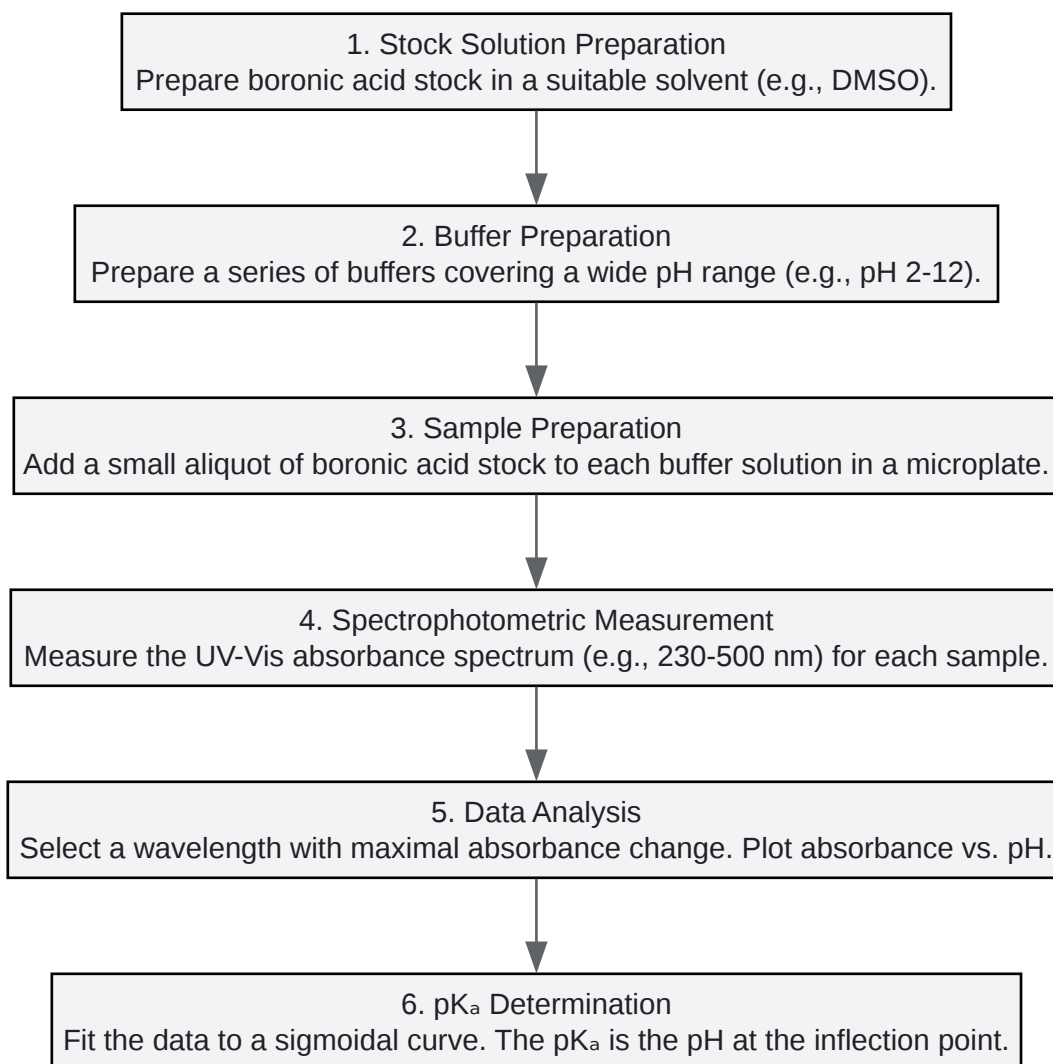 1. Stock Solution Preparation
Prepare boronic acid stock in a suitable solvent (e.g., DMSO).
2. Buffer Preparation
Prepare a series of buffers covering a wide pH range (e.g., pH 2-12).
3. Sample Preparation
Add a small aliquot of boronic acid stock to each buffer solution in a microplate.
4. Spectrophotometric Measurement
Measure the UV-Vis absorbance spectrum (e.g., 230-500 nm) for each sample.
5. Data Analysis
Select a wavelength with maximal absorbance change. Plot absorbance vs. pH.
6. pKₐ Determination
Fit the data to a sigmoidal curve. The pKₐ is the pH at the inflection point.